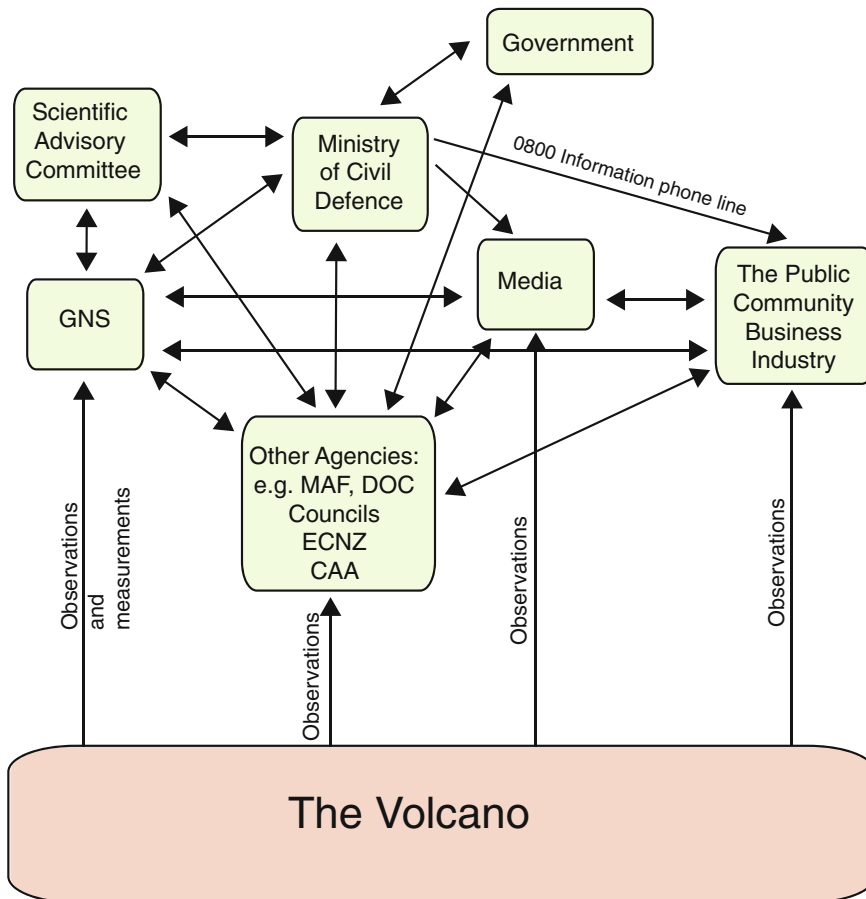 Government
Scientific
Advisory
Committee
Ministry
of Civil
Defence
0800 Information phone line
GNS
Media
The Public
Community
Business
Industry
Other Agencies:
e.g. MAF, DOC
Councils
ECNZ
CAA
Observations
and
measurements
Observations
Observations
Observations
The Volcano